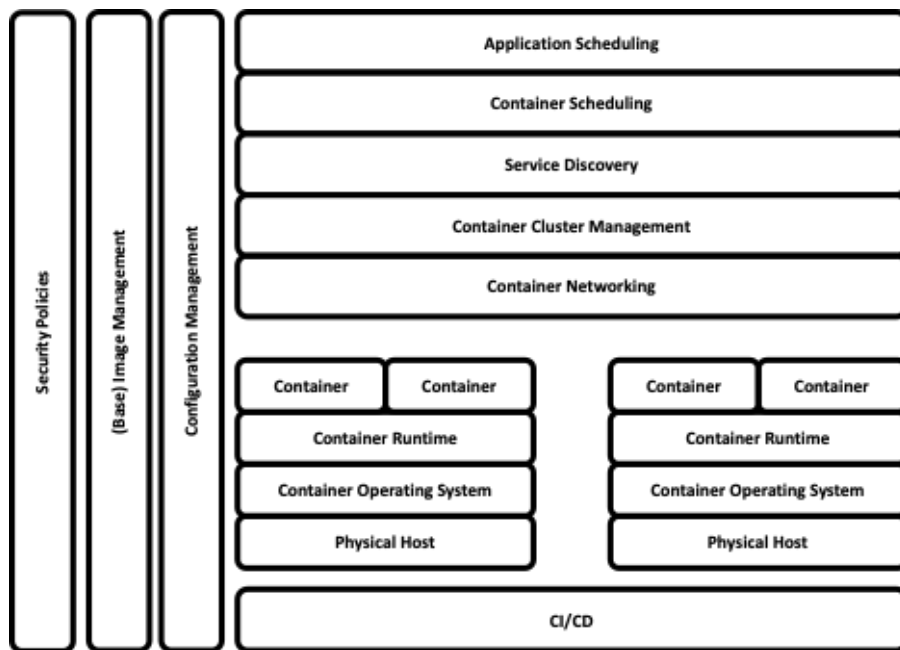 Security Policies
(Base) Image Management
Configuration Management
Application Scheduling
Container Scheduling
Service Discovery
Container Cluster Management
Container Networking
Container Container Container Container
Container Runtime Container Runtime
Container Operating System Container Operating System
Physical Host Physical Host
CI/CD